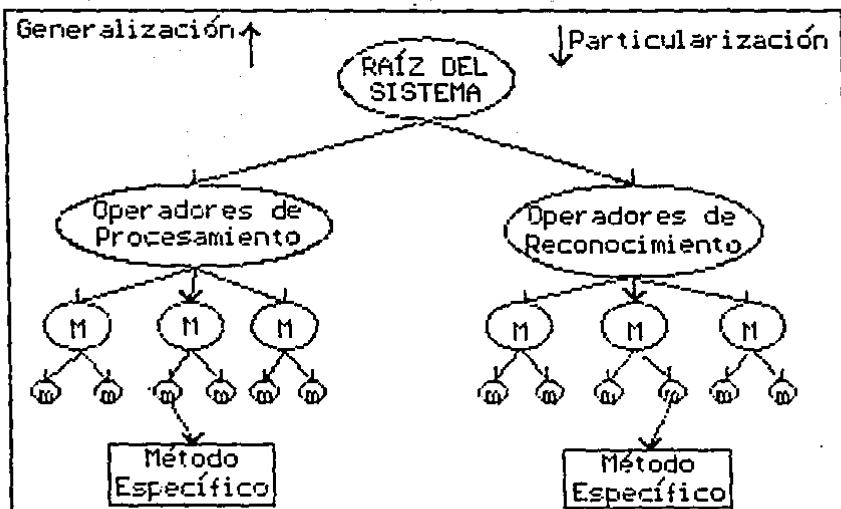 Generalización
Particularización
RAÍZ DEL
SISTEMA
Operadores de
Procesamiento
Operadores de
Reconocimiento
M M M M M M
m m m m m m m m m m m m
Método
Específico
Método
Específico